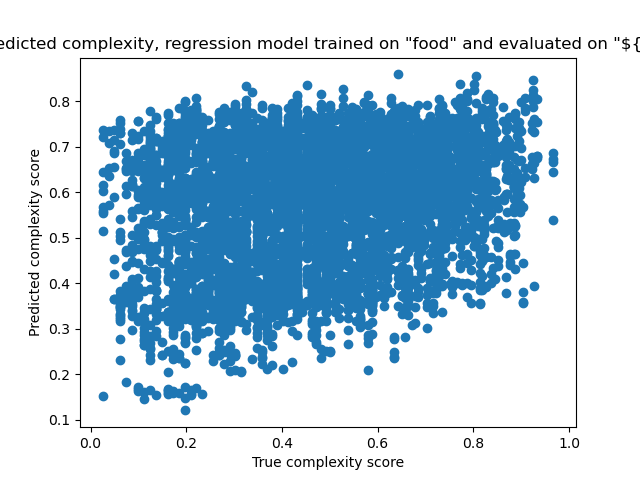 edicted complexity, regression model trained on "food" and evaluated on "${
0.8
0.7
0.6
0.5
0.4
0.3
0.2
0.1
Predicted complexity score
0.0 0.2 0.4 0.6 0.8 1.0
True complexity score